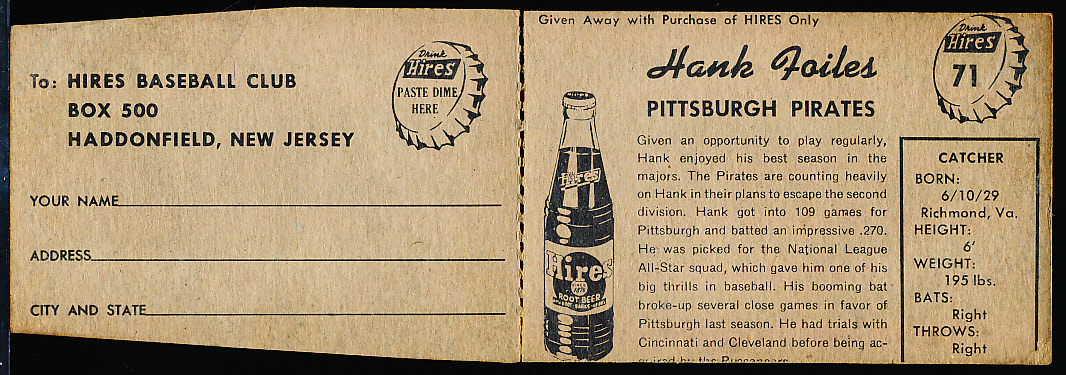 To: HIRES BASEBALL CLUB
BOX 500
HADDONFIELD, NEW JERSEY
Drink
Hires
PASTE DIME
HERE
YOUR NAME
ADDRESS
CITY AND STATE
Given Away with Purchase of HIRES Only
Hank Foiles
PITTSBURGH PIRATES
Drink
Hires
71
Given an opportunity to play regularly,
Hank enjoyed his best season in the
majors. The Pirates are counting heavily
on Hank in their plans to escape the second
division. Hank got into 109 games for
Pittsburgh and batted an impressive .270.
He was picked for the National League
All-Star squad, which gave him one of his
big thrills in baseball. His booming bat
broke-up several close games in favor of
Pittsburgh last season. He had trials with
Cincinnati and Cleveland before being ac-
quired by the Buccaneers.
Hires
Hires
ROOT BEER
CATCHER
BORN:
6/10/29
Richmond, Va.
HEIGHT:
6'
WEIGHT:
195 lbs.
BATS:
Right
THROWS:
Right